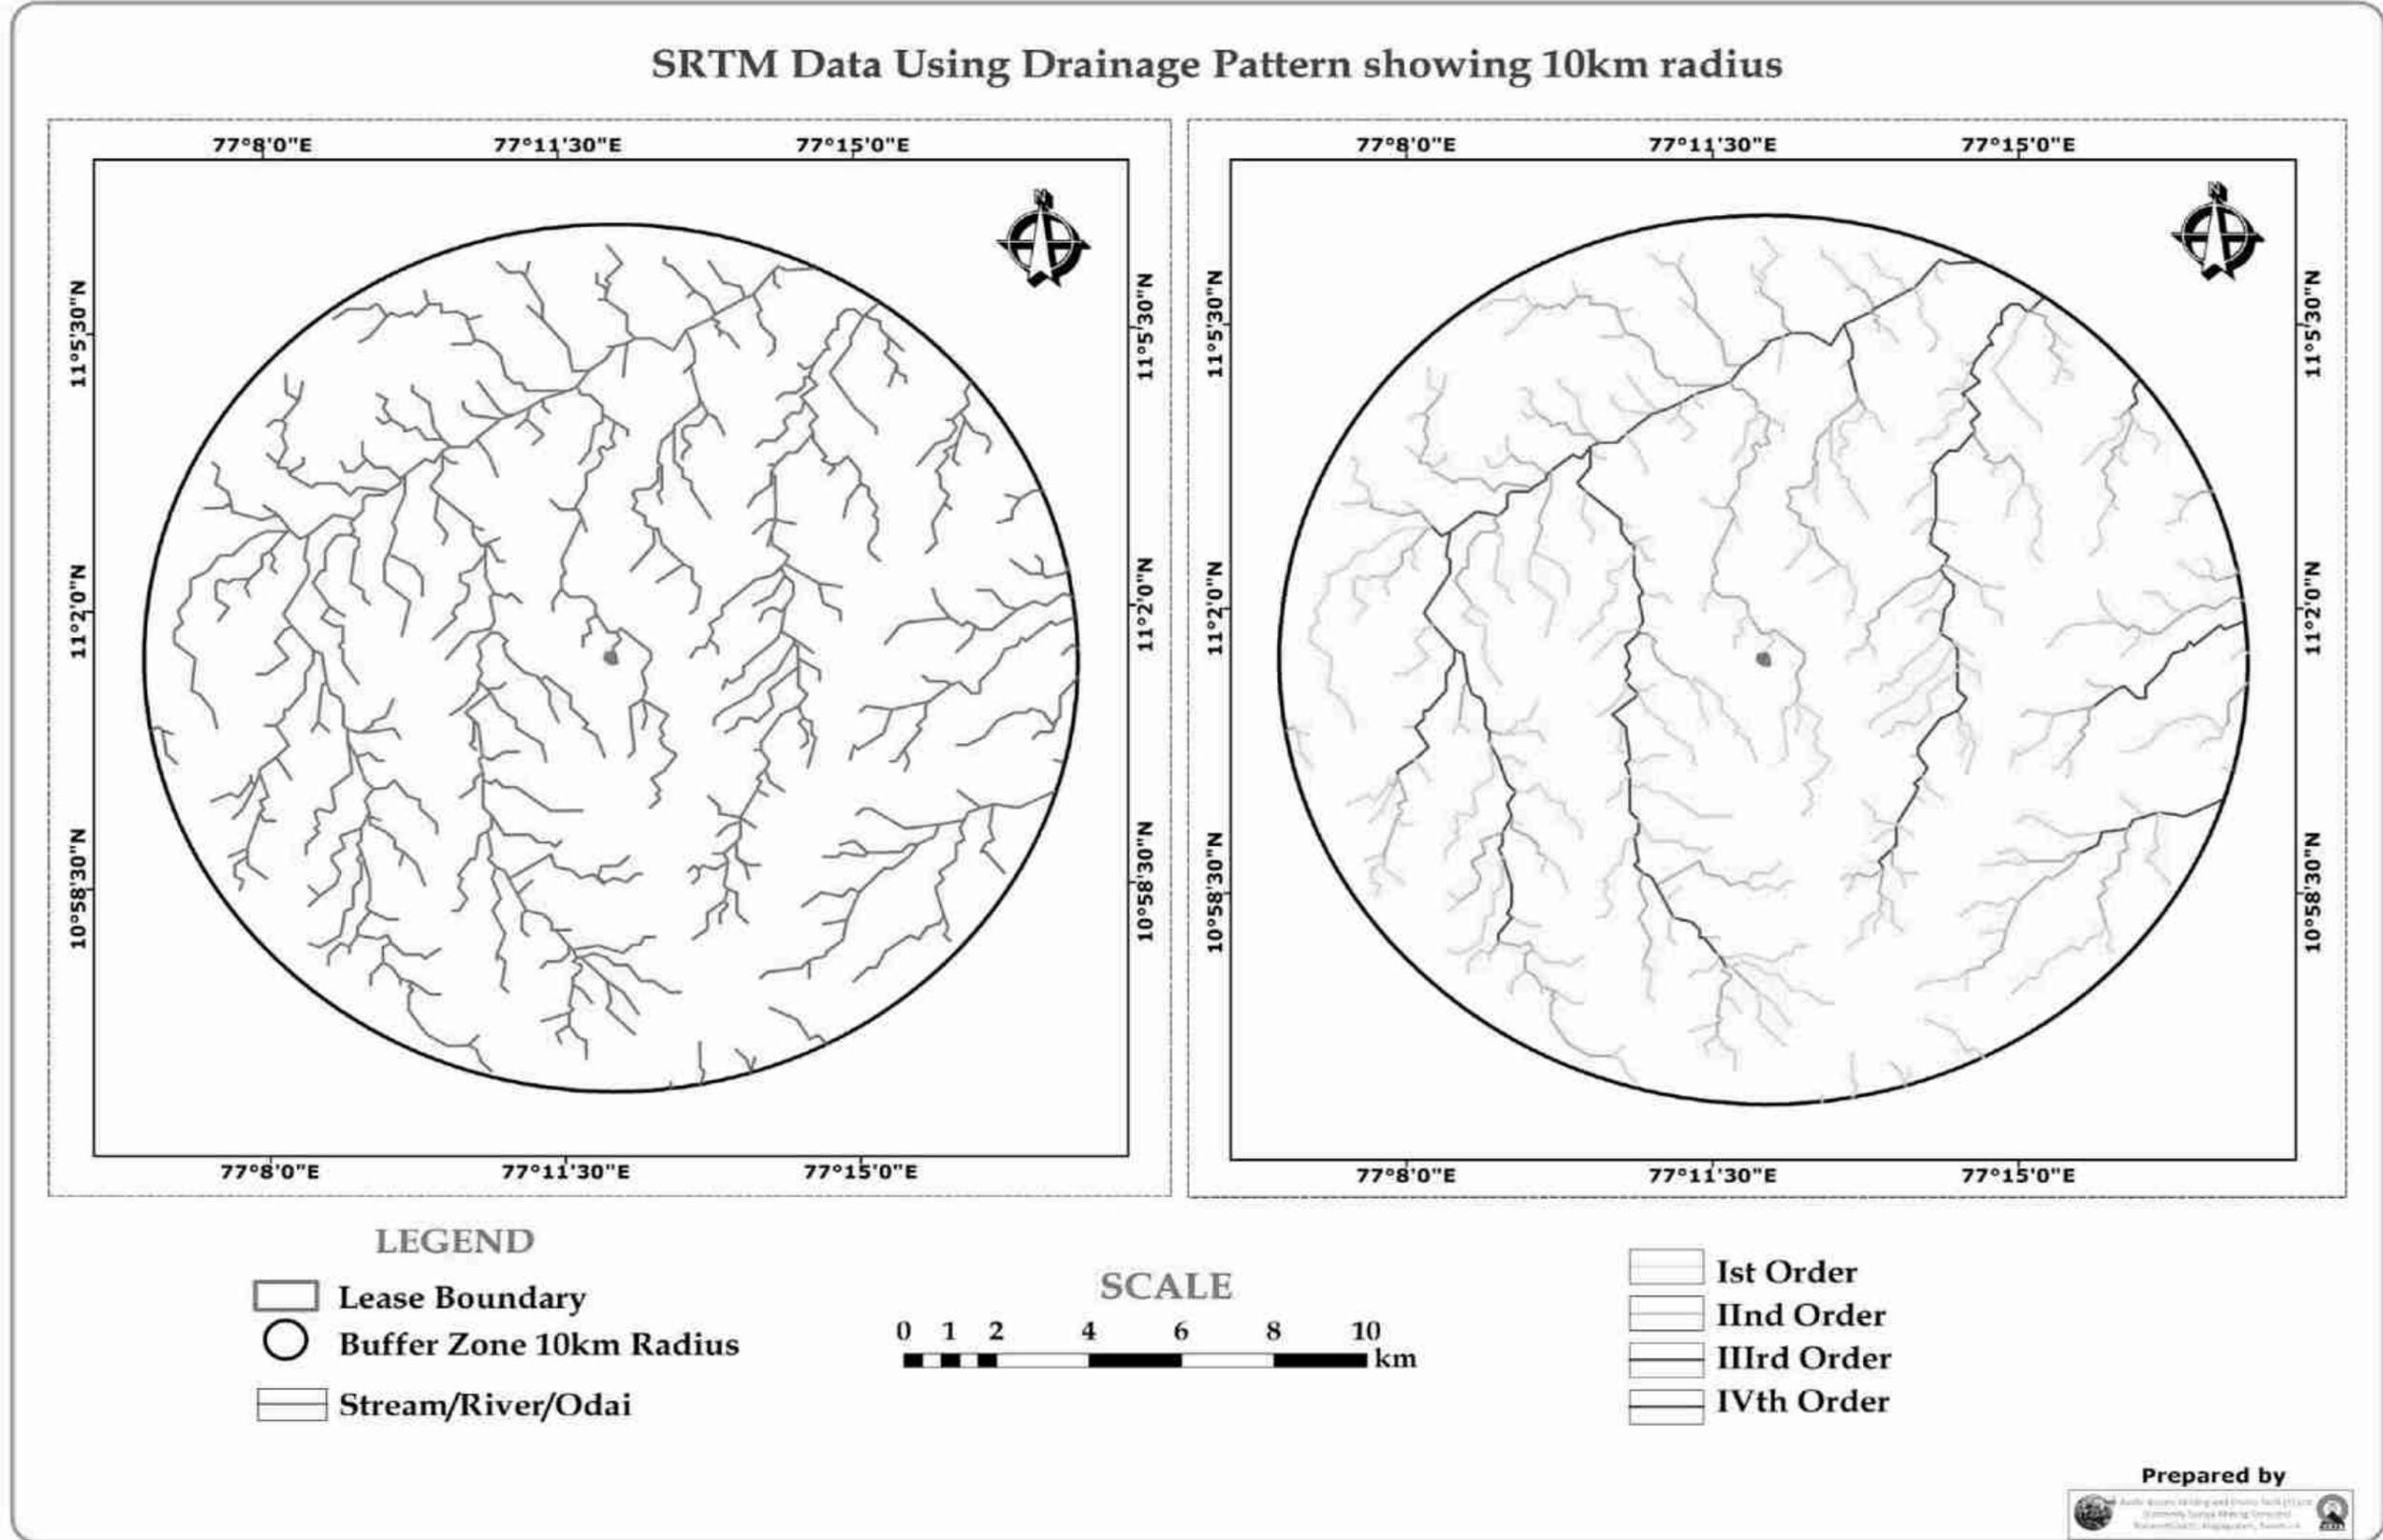 SRTM Data Using Drainage Pattern showing 10km radius
77°8'0"E 77°11'30"E 77°15'0"E
N
11°5'30"N 11°5'30"N
11°2'0"N 11°2'0"N
10°58'30"N 10°58'30"N
77°8'0"E 77°11'30"E 77°15'0"E
77°8'0"E 77°11'30"E 77°15'0"E
N
11°5'30"N 11°5'30"N
11°2'0"N 11°2'0"N
10°58'30"N 10°58'30"N
77°8'0"E 77°11'30"E 77°15'0"E
LEGEND
Lease Boundary
Buffer Zone 10km Radius
Stream/River/Odai
SCALE
0 1 2 4 6 8 10
km
Ist Order
IInd Order
IIIrd Order
IVth Order
Prepared by